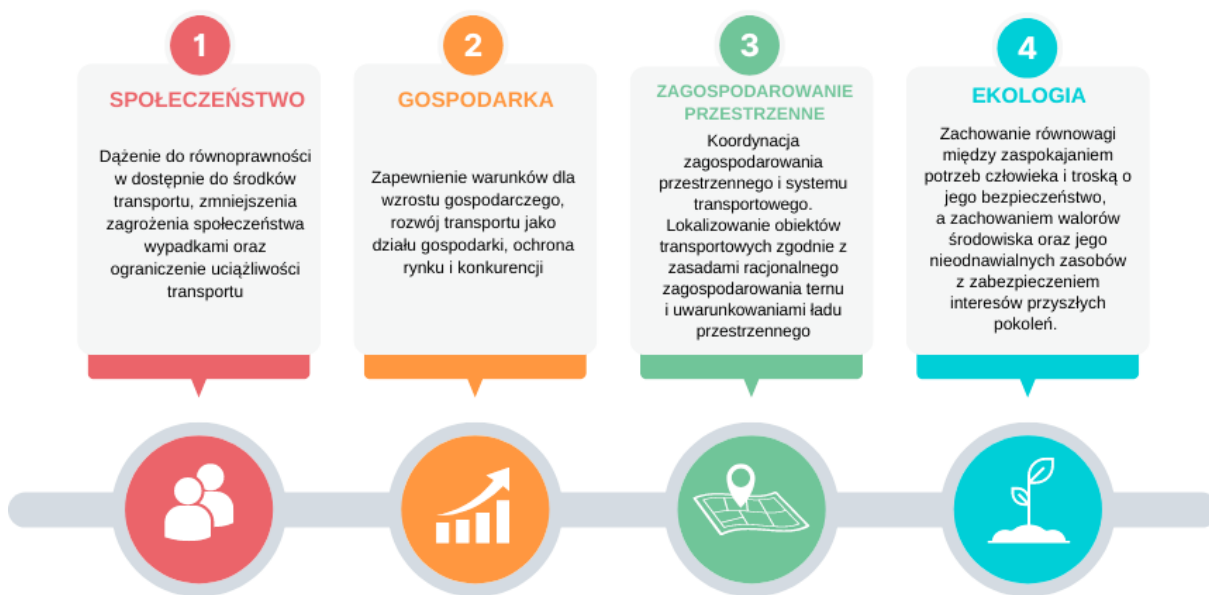 1
SPOŁECZEŃSTWO
Dążenie do równoprawności
w dostępnie do środków
transportu, zmniejszenia
zagrożenia społeczeństwa
wypadkami oraz
ograniczenie uciążliwości
transportu
2
GOSPODARKA
Zapewnienie warunków dla
wzrostu gospodarczego,
rozwój transportu jako
działu gospodarki, ochrona
rynku i konkurencji
3
ZAGOSPODAROWANIE
PRZESTRZENNE
Koordynacja
zagospodarowania
przestrzennego i systemu
transportowego.
Lokalizowanie obiektów
transportowych zgodnie z
zasadami racjonalnego
zagospodarowania ternu
i uwarunkowaniami ładu
przestrzennego
4
EKOLOGIA
Zachowanie równowagi
między zaspokajaniem
potrzeb człowieka i troską o
jego bezpieczeństwo,
a zachowaniem walorów
środowiska oraz jego
nieodnawialnych zasobów
z zabezpieczeniem
interesów przyszłych
pokoleń.